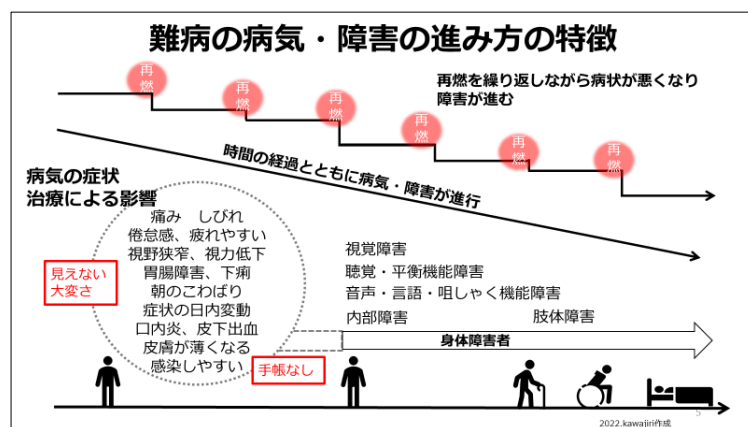 難病の病気・障害の進み方の特徴
再燃
再燃
再燃
再燃
再燃
再燃
再燃を繰り返しながら病状が悪くなり
障害が進む
時間の経過とともに病気・障害が進行
病気の症状
治療による影響
痛み　しびれ
倦怠感、疲れやすい
視野狭窄、視力低下
胃腸障害、下痢
朝のこわばり
症状の日内変動
口内炎、皮下出血
皮膚が薄くなる
感染しやすい
見えない
大変さ
手帳なし
視覚障害
聴覚・平衡機能障害
音声・言語・咀しゃく機能障害
内部障害　肢体障害
身体障害者
5
2022.kawajiri作成